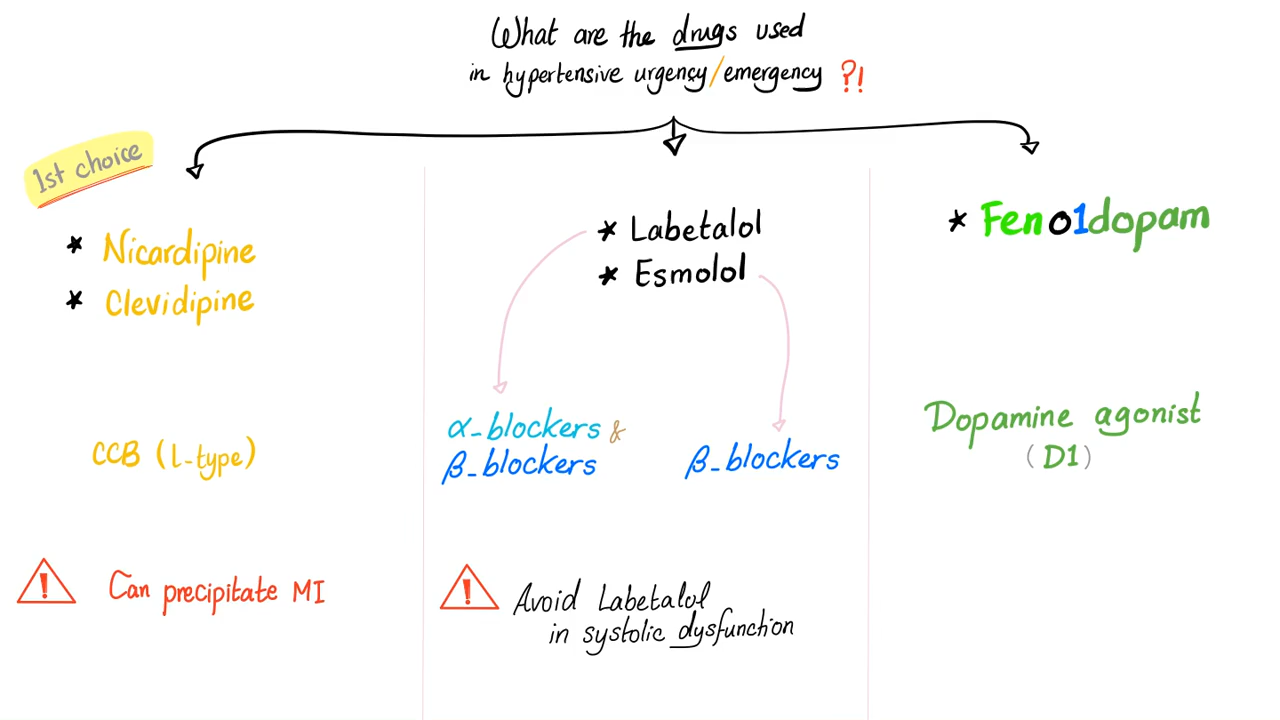 What are the drugs used
in hypertensive urgency/emergency ?!
1st choice
* Nicardipine
* Clevidipine
CCB (L-type)
! Can precipitate MI
* Labetalol
* Esmolol
α-blockers &
β-blockers
β-blockers
! Avoid Labetalol
in systolic dysfunction
* Feno1dopam
Dopamine agonist
(D1)